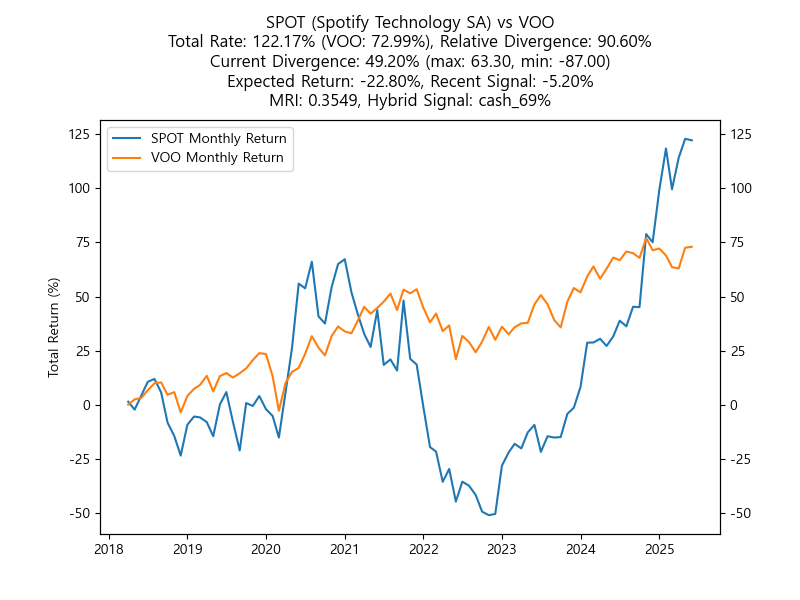 SPOT (Spotify Technology SA) vs VOO
Total Rate: 122.17% (VOO: 72.99%), Relative Divergence: 90.60%
Current Divergence: 49.20% (max: 63.30, min: -87.00)
Expected Return: -22.80%, Recent Signal: -5.20%
MRI: 0.3549, Hybrid Signal: cash_69%
SPOT Monthly Return
VOO Monthly Return
Total Return (%)
125 125
100 100
75 75
50 50
25 25
0 0
-25 -25
-50 -50
2018 2019 2020 2021 2022 2023 2024 2025